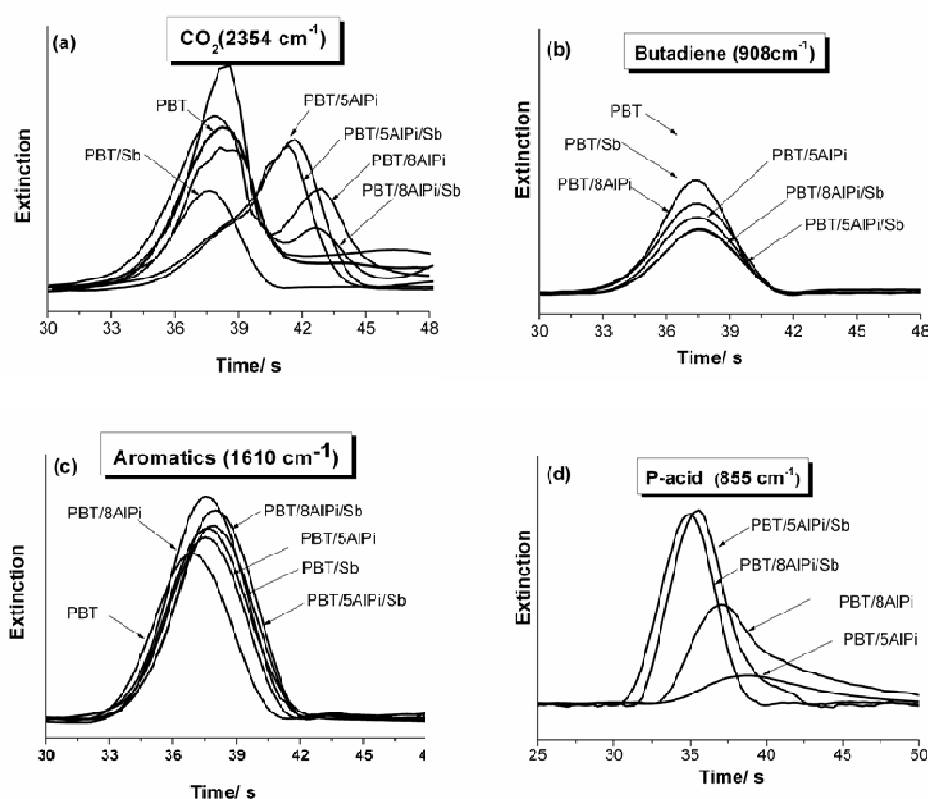 (a)
CO2(2354 cm-1)
PBT
PBT/Sb
PBT/5AlPi
PBT/5AlPi/Sb
PBT/8AlPi
PBT/8AlPi/Sb
Extinction
30 33 36 39 42 45 48
Time/ s
(b)
Butadiene (908cm-1)
PBT
PBT/Sb
PBT/8AlPi
PBT/5AlPi
PBT/8AlPi/Sb
PBT/5AlPi/Sb
Extinction
30 33 36 39 42 45 48
Time/ s
(c)
Aromatics (1610 cm-1)
PBT/8AlPi
PBT
PBT/8AlPi/Sb
PBT/5AlPi
PBT/Sb
PBT/5AlPi/Sb
Extinction
30 33 36 39 42 45 4
Time/ s
(d)
P-acid (855 cm-1)
PBT/5AlPi/Sb
PBT/8AlPi/Sb
PBT/8AlPi
PBT/5AlPi
Extinction
25 30 35 40 45 50
Time/ s